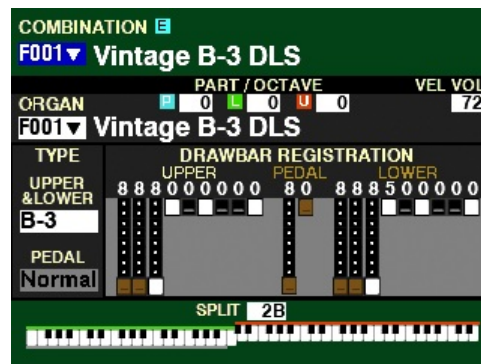 COMBINATION E
F001▼ Vintage B-3 DLS
PART / OCTAVE VEL VOL
ORGAN P 0 L 0 U 0 72
F001▼ Vintage B-3 DLS
TYPE DRAWBAR REGISTRATION
UPPER PEDAL LOWER
UPPER 888000000 80 888500000
&LOWER
B-3
PEDAL
Normal
SPLIT 2B